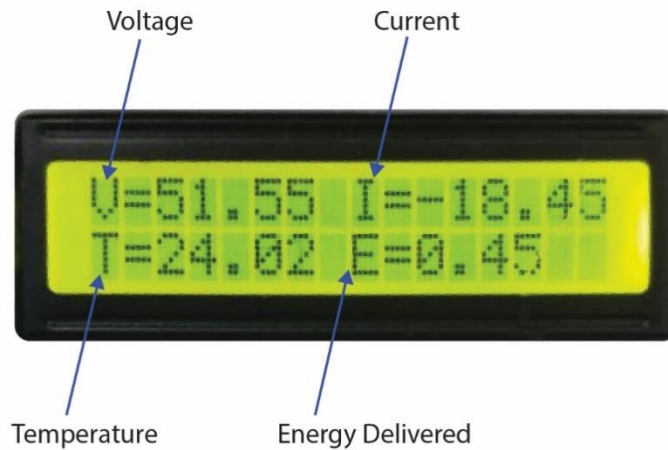 Voltage Current
V=51.55 I=-18.45
T=24.02 E=0.45
Temperature Energy Delivered